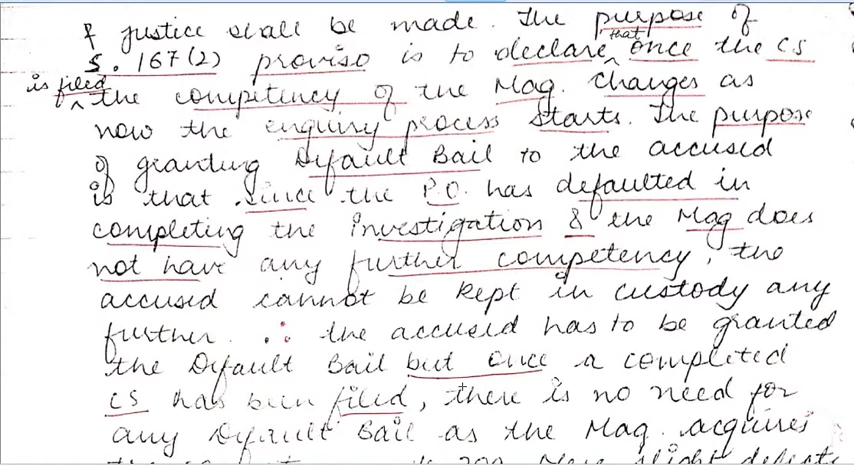 & justice shall be made. The purpose of
S. 167(2) proviso is to declare that once the CS
is filed the competency of the Mag. changes as
now the enquiry process starts. The purpose
of granting Default Bail to the accused
is that since the P.O. has defaulted in
completing the Investigation & the Mag does
not have any further competency, the
accused cannot be kept in custody any
further. ∴ the accused has to be granted
the Default Bail but once a completed
CS has been filed, there is no need for
any Default Bail as the Mag. acquires